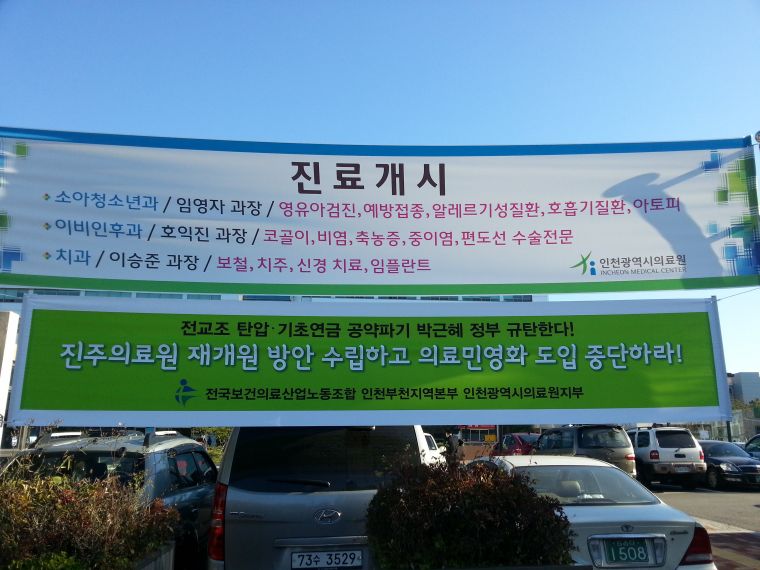 진료개시
소아청소년과 / 임영자 과장 / 영유아검진,예방접종,알레르기성질환,호흡기질환,아토피
이비인후과 / 호익진 과장 / 코골이,비염,축농증,중이염,편도선 수술전문
치과 / 이승준 과장 / 보철,치주,신경 치료,임플란트
인천광역시의료원
INCHEON MEDICAL CENTER
전교조 탄압·기초연금 공약파기 박근혜 정부 규탄한다!
진주의료원 재개원 방안 수립하고 의료민영화 도입 중단하라!
전국보건의료산업노동조합 인천부천지역본부 인천광역시의료원지부
73수 3529
1508